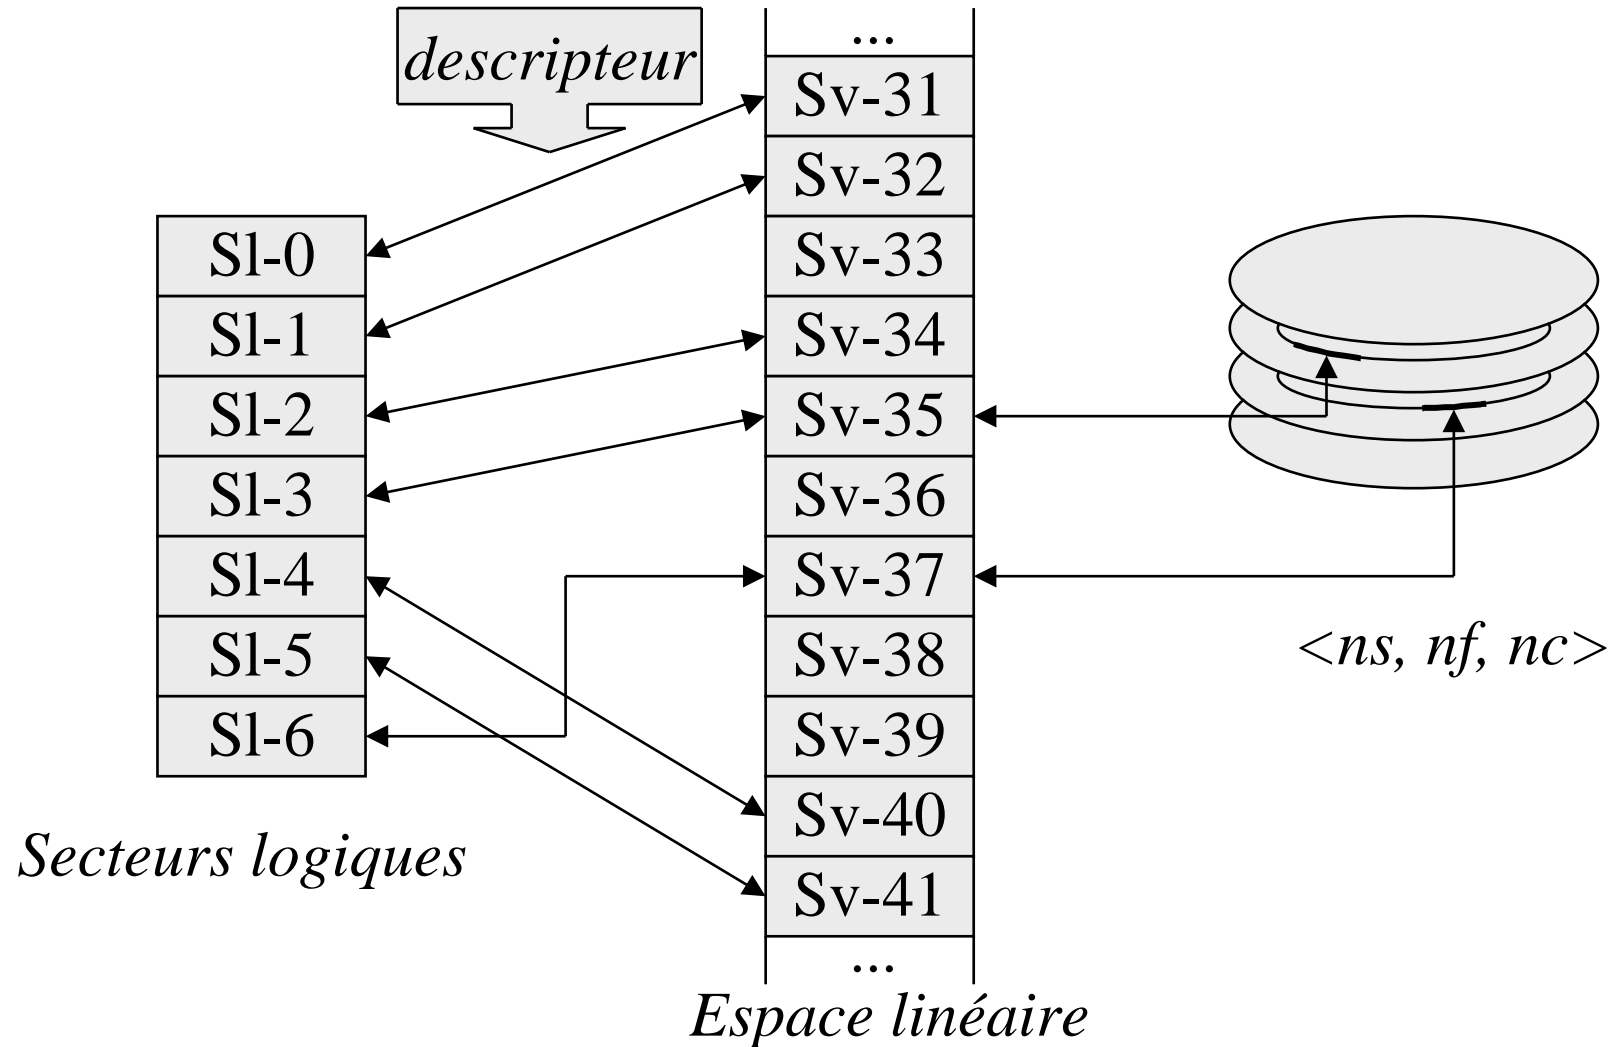 descripteur
...
Sv-31
Sv-32
Sv-33
Sv-34
Sv-35
Sv-36
Sv-37
Sv-38
Sv-39
Sv-40
Sv-41
...
Espace linéaire
Sl-0
Sl-1
Sl-2
Sl-3
Sl-4
Sl-5
Sl-6
Secteurs logiques
<ns, nf, nc>